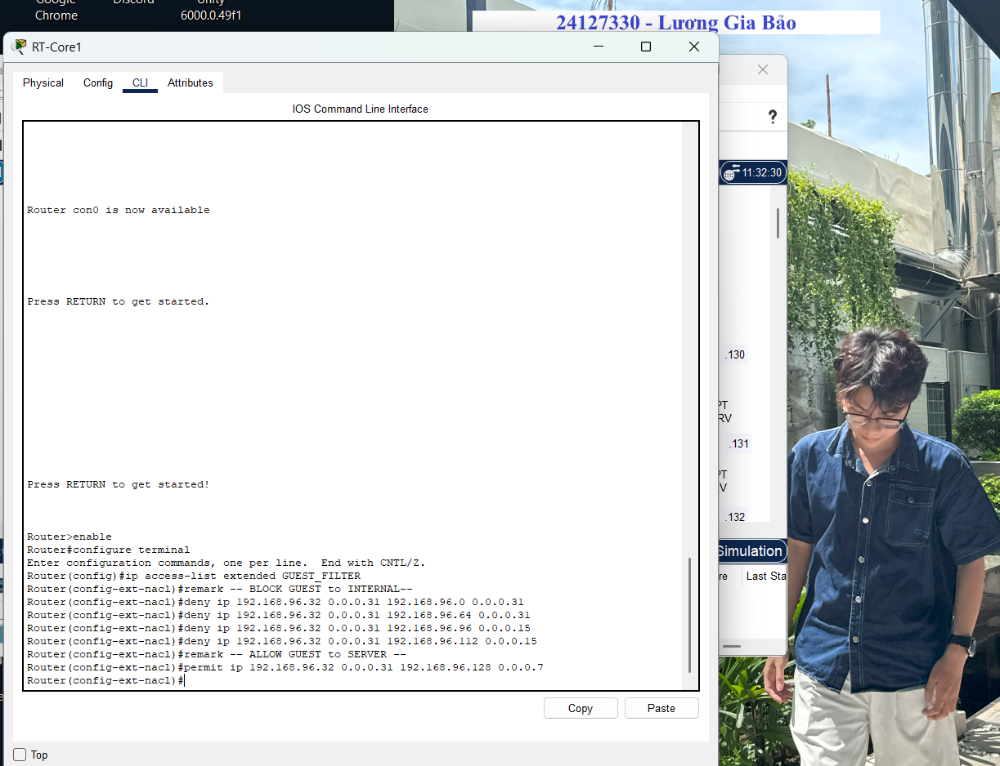 Google
Chrome
Discord
Unity
6000.0.49f1
24127330 - Lương Gia Bảo
RT-Core1
Physical Config CLI Attributes
IOS Command Line Interface
Router con0 is now available
Press RETURN to get started.
Press RETURN to get started!
Router>enable
Router#configure terminal
Enter configuration commands, one per line. End with CNTL/Z.
Router(config)#ip access-list extended GUEST_FILTER
Router(config-ext-nacl)#remark -- BLOCK GUEST to INTERNAL--
Router(config-ext-nacl)#deny ip 192.168.96.32 0.0.0.31 192.168.96.0 0.0.0.31
Router(config-ext-nacl)#deny ip 192.168.96.32 0.0.0.31 192.168.96.64 0.0.0.31
Router(config-ext-nacl)#deny ip 192.168.96.32 0.0.0.31 192.168.96.96 0.0.0.15
Router(config-ext-nacl)#deny ip 192.168.96.32 0.0.0.31 192.168.96.112 0.0.0.15
Router(config-ext-nacl)#remark -- ALLOW GUEST to SERVER --
Router(config-ext-nacl)#permit ip 192.168.96.32 0.0.0.31 192.168.96.128 0.0.0.7
Router(config-ext-nacl)#
Copy Paste
Top
?
11:32:30
.130
PT
RV
.131
PT
.132
Simulation
re Last Sta